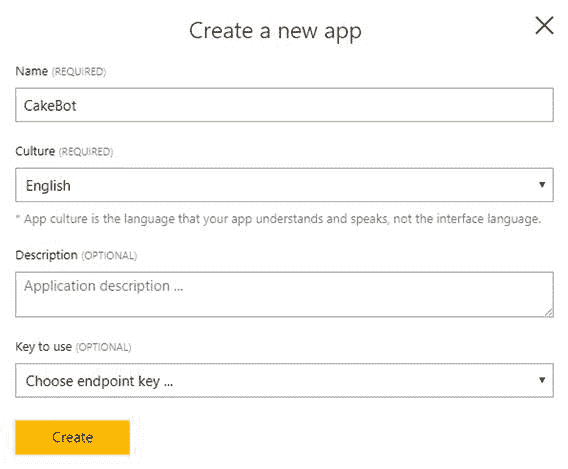 Create a new app
Name (REQUIRED)
CakeBot
Culture (REQUIRED)
English
* App culture is the language that your app understands and speaks, not the interface language.
Description (OPTIONAL)
Application description ...
Key to use (OPTIONAL)
Choose endpoint key ...
Create